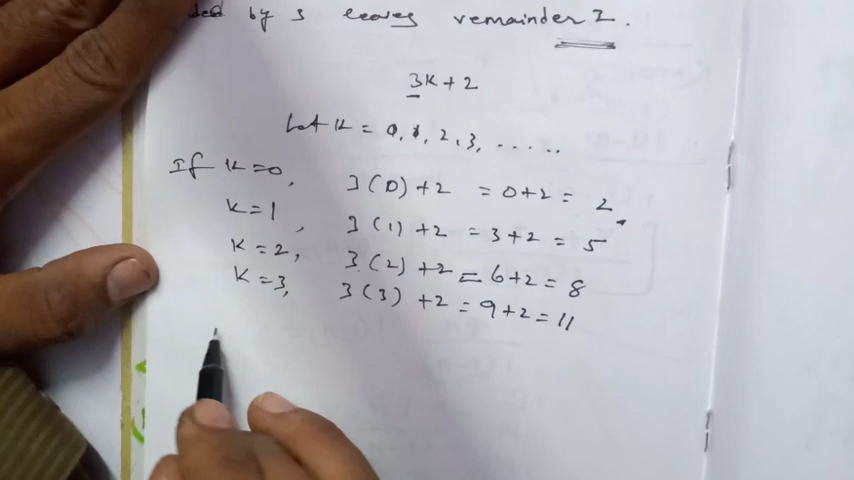 by 3 leaves remainder 2.
3K+2
Let K = 0, 1, 2, 3, ......
If K=0, 3(0)+2 = 0+2 = 2
K=1, 3(1)+2 = 3+2 = 5
K=2, 3(2)+2 = 6+2 = 8
K=3, 3(3)+2 = 9+2 = 11